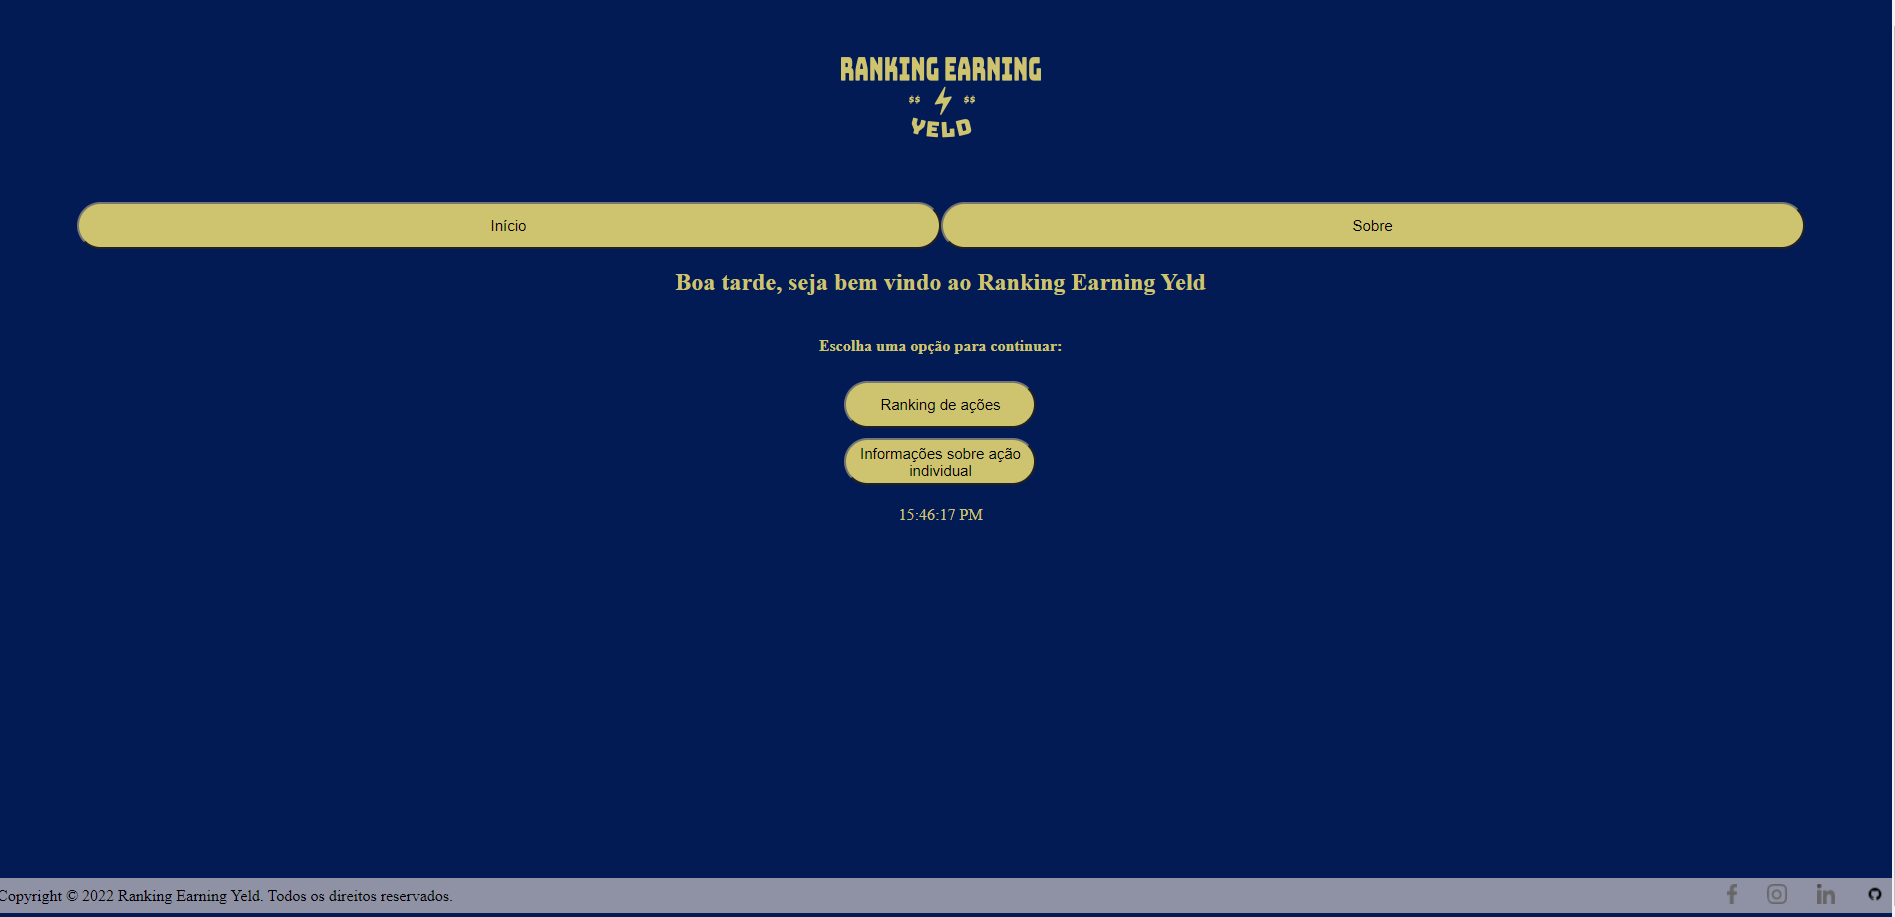 RANKING EARNING
$$ $$
YELD
Início
Sobre
Boa tarde, seja bem vindo ao Ranking Earning Yeld
Escolha uma opção para continuar:
Ranking de ações
Informações sobre ação
individual
15:46:17 PM
Copyright © 2022 Ranking Earning Yeld. Todos os direitos reservados.